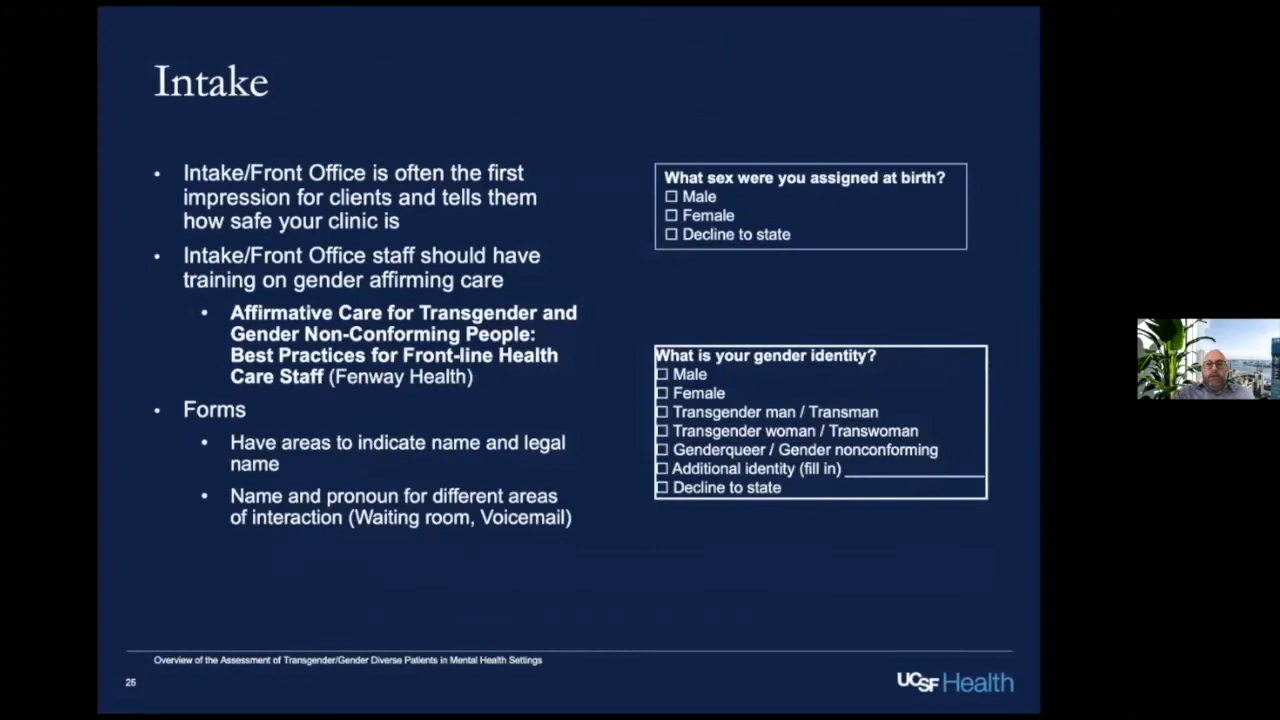 Intake
• Intake/Front Office is often the first
impression for clients and tells them
how safe your clinic is
• Intake/Front Office staff should have
training on gender affirming care
• Affirmative Care for Transgender and
Gender Non-Conforming People:
Best Practices for Front-line Health
Care Staff (Fenway Health)
• Forms
• Have areas to indicate name and legal
name
• Name and pronoun for different areas
of interaction (Waiting room, Voicemail)
What sex were you assigned at birth?
☐ Male
☐ Female
☐ Decline to state
What is your gender identity?
☐ Male
☐ Female
☐ Transgender man / Transman
☐ Transgender woman / Transwoman
☐ Genderqueer / Gender nonconforming
☐ Additional identity (fill in) ________________
☐ Decline to state
Overview of the Assessment of Transgender/Gender Diverse Patients in Mental Health Settings
25
UCSF Health